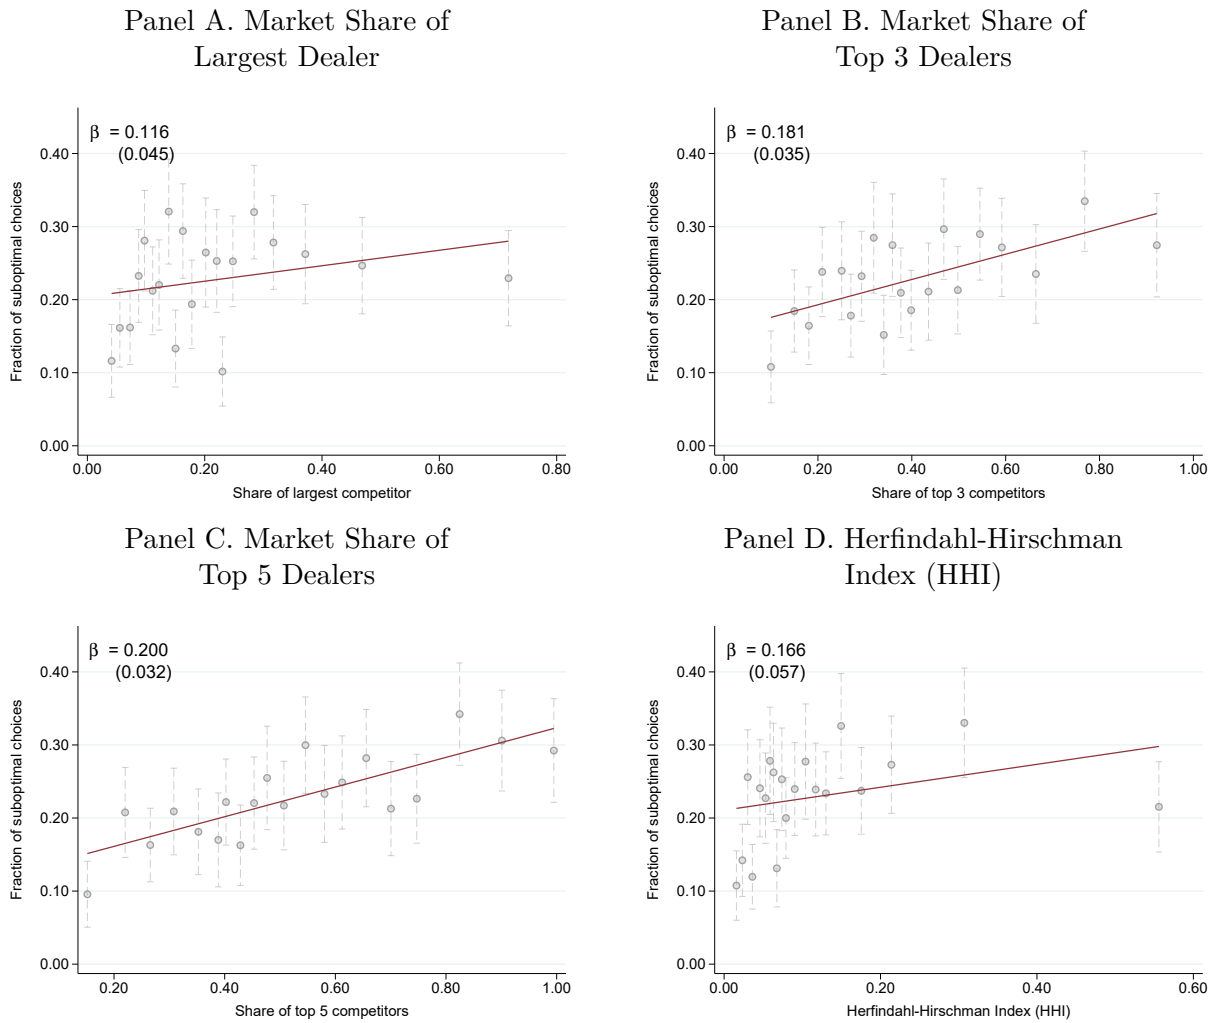 Panel A. Market Share of
Largest Dealer
β = 0.116
(0.045)
0.40
0.30
0.20
0.10
0.00
Fraction of suboptimal choices
0.00 0.20 0.40 0.60 0.80
Share of largest competitor
Panel B. Market Share of
Top 3 Dealers
β = 0.181
(0.035)
0.40
0.30
0.20
0.10
0.00
Fraction of suboptimal choices
0.00 0.20 0.40 0.60 0.80 1.00
Share of top 3 competitors
Panel C. Market Share of
Top 5 Dealers
β = 0.200
(0.032)
0.40
0.30
0.20
0.10
0.00
Fraction of suboptimal choices
0.20 0.40 0.60 0.80 1.00
Share of top 5 competitors
Panel D. Herfindahl-Hirschman
Index (HHI)
β = 0.166
(0.057)
0.40
0.30
0.20
0.10
0.00
Fraction of suboptimal choices
0.00 0.20 0.40 0.60
Herfindahl-Hirschman Index (HHI)